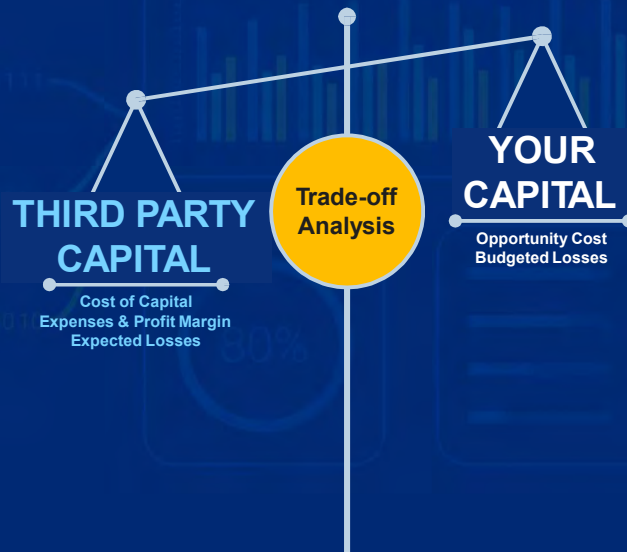 THIRD PARTY
CAPITAL
Cost of Capital
Expenses & Profit Margin
Expected Losses
Trade-off
Analysis
YOUR
CAPITAL
Opportunity Cost
Budgeted Losses
80%